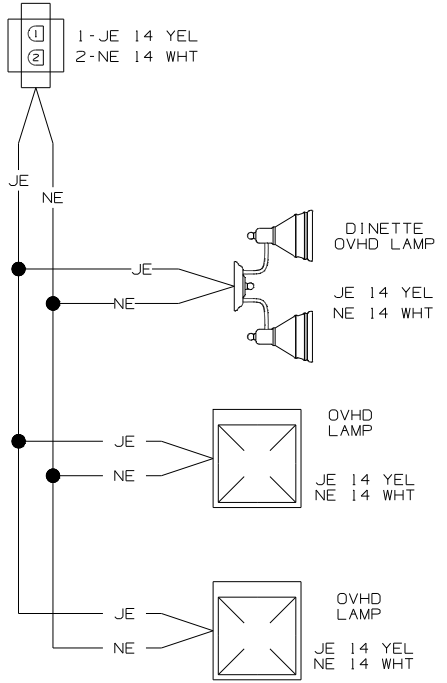 1 1-JE 14 YEL
2 2-NE 14 WHT
JE
NE
DINETTE
OVHD LAMP
JE
JE 14 YEL
NE
NE 14 WHT
OVHD
LAMP
JE
NE
JE 14 YEL
NE 14 WHT
OVHD
LAMP
JE
NE
JE 14 YEL
NE 14 WHT